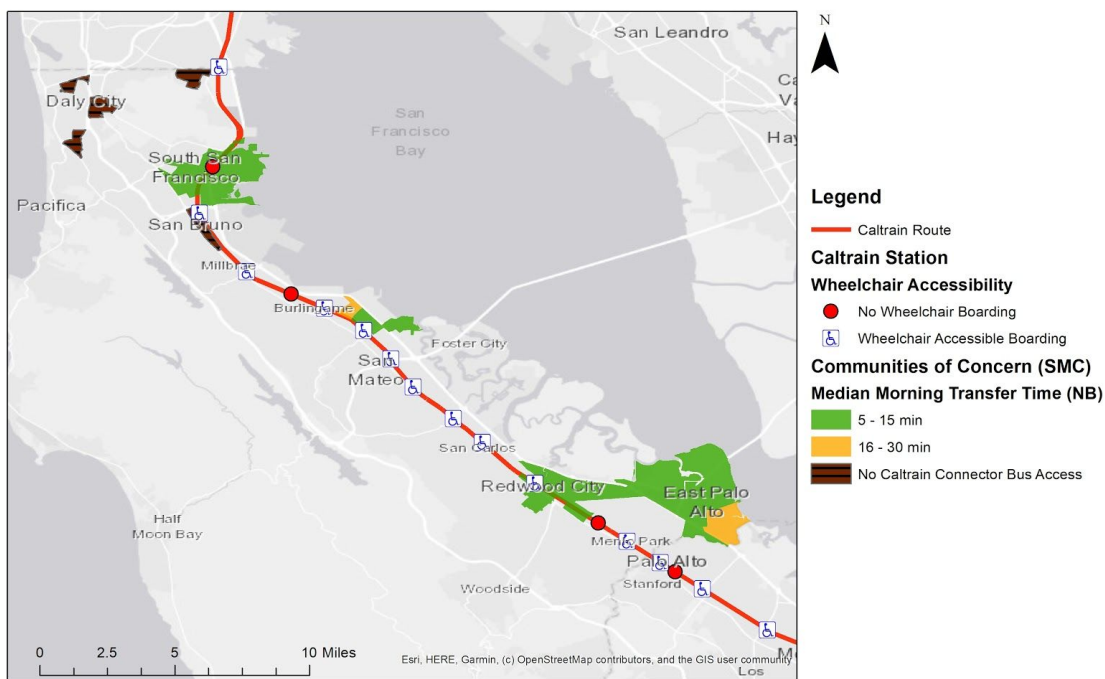 San Leandro
N
Daly City
San
Francisco
Bay
South San
Francisco
Pacifica
San Bruno
Millbrae
Burlingame
Foster City
San
Mateo
San Carlos
Redwood City
East Palo
Alto
Half
Moon Bay
Menlo Park
Palo Alto
Stanford
Woodside
Los
0 2.5 5 10 Miles
Esri, HERE, Garmin, (c) OpenStreetMap contributors, and the GIS user community
Legend
Caltrain Route
Caltrain Station
Wheelchair Accessibility
No Wheelchair Boarding
Wheelchair Accessible Boarding
Communities of Concern (SMC)
Median Morning Transfer Time (NB)
5 - 15 min
16 - 30 min
No Caltrain Connector Bus Access